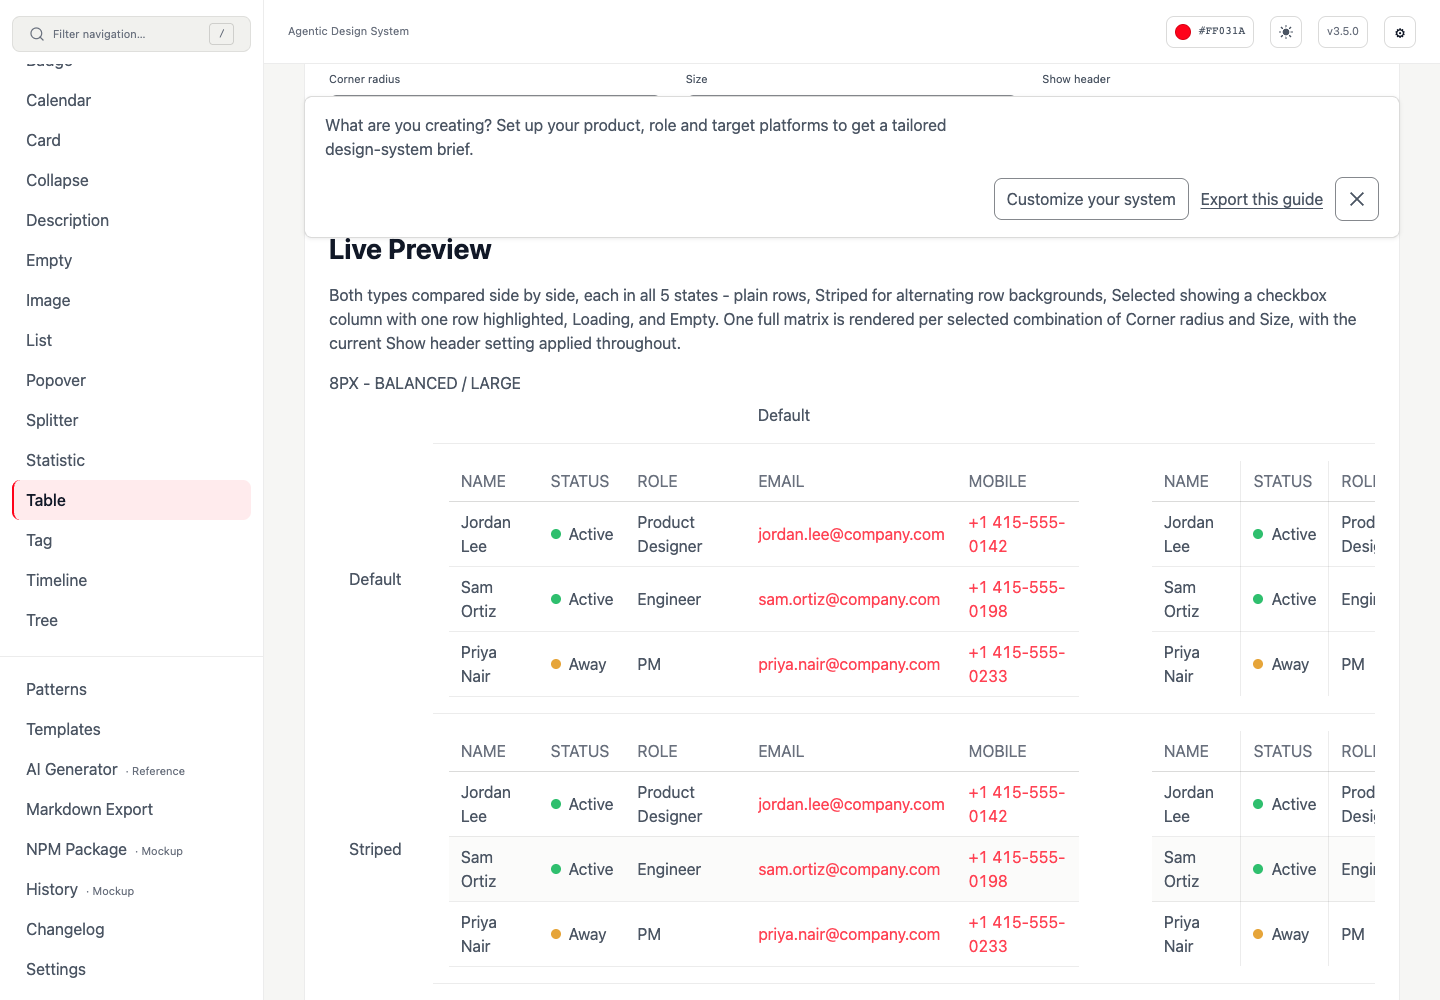 Filter navigation...
/
Badge
Calendar
Card
Collapse
Description
Empty
Image
List
Popover
Splitter
Statistic
Table
Tag
Timeline
Tree
Patterns
Templates
AI Generator · Reference
Markdown Export
NPM Package · Mockup
History · Mockup
Changelog
Settings
Agentic Design System
#FF031A
v3.5.0
Corner radius
Size
Show header
What are you creating? Set up your product, role and target platforms to get a tailored
design-system brief.
Customize your system
Export this guide
Live Preview
Both types compared side by side, each in all 5 states - plain rows, Striped for alternating row backgrounds, Selected showing a checkbox
column with one row highlighted, Loading, and Empty. One full matrix is rendered per selected combination of Corner radius and Size, with the
current Show header setting applied throughout.
8PX - BALANCED / LARGE
Default
Default
NAME STATUS ROLE EMAIL MOBILE NAME STATUS ROL
Jordan Lee Active Product Designer jordan.lee@company.com +1 415-555-0142 Jordan Lee Active Prod Desi
Sam Ortiz Active Engineer sam.ortiz@company.com +1 415-555-0198 Sam Ortiz Active Engi
Priya Nair Away PM priya.nair@company.com +1 415-555-0233 Priya Nair Away PM
Striped
NAME STATUS ROLE EMAIL MOBILE NAME STATUS ROL
Jordan Lee Active Product Designer jordan.lee@company.com +1 415-555-0142 Jordan Lee Active Prod Desi
Sam Ortiz Active Engineer sam.ortiz@company.com +1 415-555-0198 Sam Ortiz Active Engi
Priya Nair Away PM priya.nair@company.com +1 415-555-0233 Priya Nair Away PM